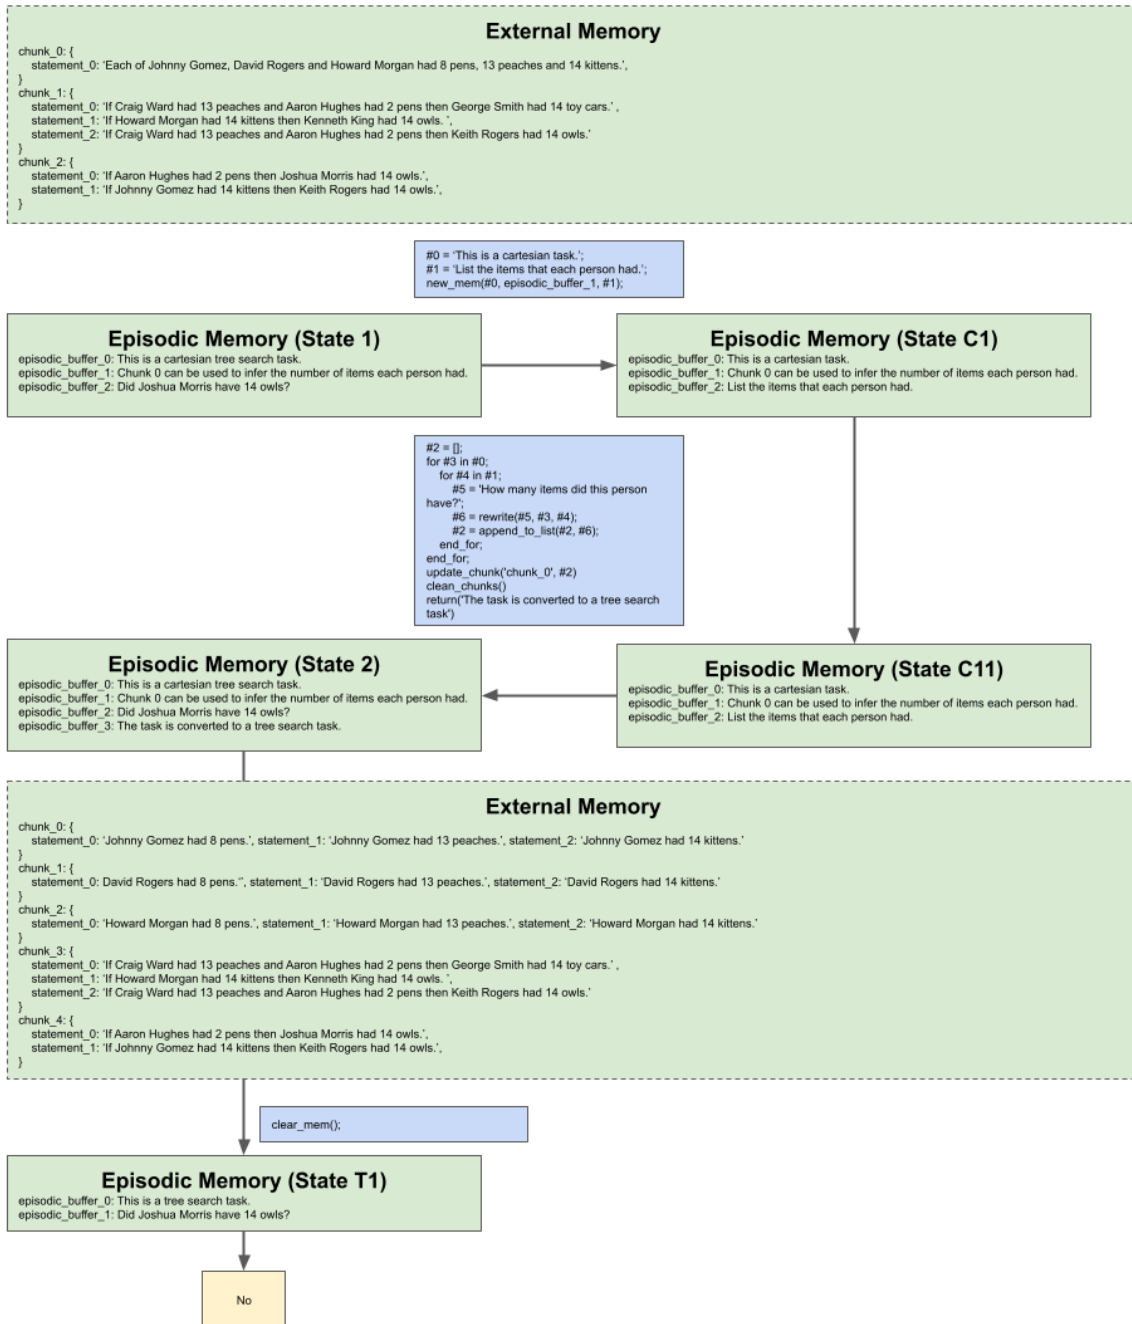 External Memory
chunk_0: {
statement_0: ‘Each of Johnny Gomez, David Rogers and Howard Morgan had 8 pens, 13 peaches and 14 kittens.’,
}
chunk_1: {
statement_0: ‘If Craig Ward had 13 peaches and Aaron Hughes had 2 pens then George Smith had 14 toy cars.’ ,
statement_1: ‘If Howard Morgan had 14 kittens then Kenneth King had 14 owls. ’,
statement_2: ‘If Craig Ward had 13 peaches and Aaron Hughes had 2 pens then Keith Rogers had 14 owls.’
}
chunk_2: {
statement_0: ‘If Aaron Hughes had 2 pens then Joshua Morris had 14 owls.’,
statement_1: ‘If Johnny Gomez had 14 kittens then Keith Rogers had 14 owls.’,
}
#0 = ‘This is a cartesian task.’;
#1 = ‘List the items that each person had.’;
new_mem(#0, episodic_buffer_1, #1);
Episodic Memory (State 1)
episodic_buffer_0: This is a cartesian tree search task.
episodic_buffer_1: Chunk 0 can be used to infer the number of items each person had.
episodic_buffer_2: Did Joshua Morris have 14 owls?
Episodic Memory (State C1)
episodic_buffer_0: This is a cartesian task.
episodic_buffer_1: Chunk 0 can be used to infer the number of items each person had.
episodic_buffer_2: List the items that each person had.
#2 = [];
for #3 in #0;
for #4 in #1;
#5 = 'How many items did this person
have?';
#6 = rewrite(#5, #3, #4);
#2 = append_to_list(#2, #6);
end_for;
end_for;
update_chunk('chunk_0', #2)
clean_chunks()
return('The task is converted to a tree search
task')
Episodic Memory (State 2)
episodic_buffer_0: This is a cartesian tree search task.
episodic_buffer_1: Chunk 0 can be used to infer the number of items each person had.
episodic_buffer_2: Did Joshua Morris have 14 owls?
episodic_buffer_3: The task is converted to a tree search task.
Episodic Memory (State C11)
episodic_buffer_0: This is a cartesian task.
episodic_buffer_1: Chunk 0 can be used to infer the number of items each person had.
episodic_buffer_2: List the items that each person had.
External Memory
chunk_0: {
statement_0: ‘Johnny Gomez had 8 pens.’, statement_1: ‘Johnny Gomez had 13 peaches.’, statement_2: ‘Johnny Gomez had 14 kittens.’
}
chunk_1: {
statement_0: David Rogers had 8 pens.‘’, statement_1: ‘David Rogers had 13 peaches.’, statement_2: ‘David Rogers had 14 kittens.’
}
chunk_2: {
statement_0: ‘Howard Morgan had 8 pens.’, statement_1: ‘Howard Morgan had 13 peaches.’, statement_2: ‘Howard Morgan had 14 kittens.’
}
chunk_3: {
statement_0: ‘If Craig Ward had 13 peaches and Aaron Hughes had 2 pens then George Smith had 14 toy cars.’ ,
statement_1: ‘If Howard Morgan had 14 kittens then Kenneth King had 14 owls. ’,
statement_2: ‘If Craig Ward had 13 peaches and Aaron Hughes had 2 pens then Keith Rogers had 14 owls.’
}
chunk_4: {
statement_0: ‘If Aaron Hughes had 2 pens then Joshua Morris had 14 owls.’,
statement_1: ‘If Johnny Gomez had 14 kittens then Keith Rogers had 14 owls.’,
}
clear_mem();
Episodic Memory (State T1)
episodic_buffer_0: This is a tree search task.
episodic_buffer_1: Did Joshua Morris have 14 owls?
No